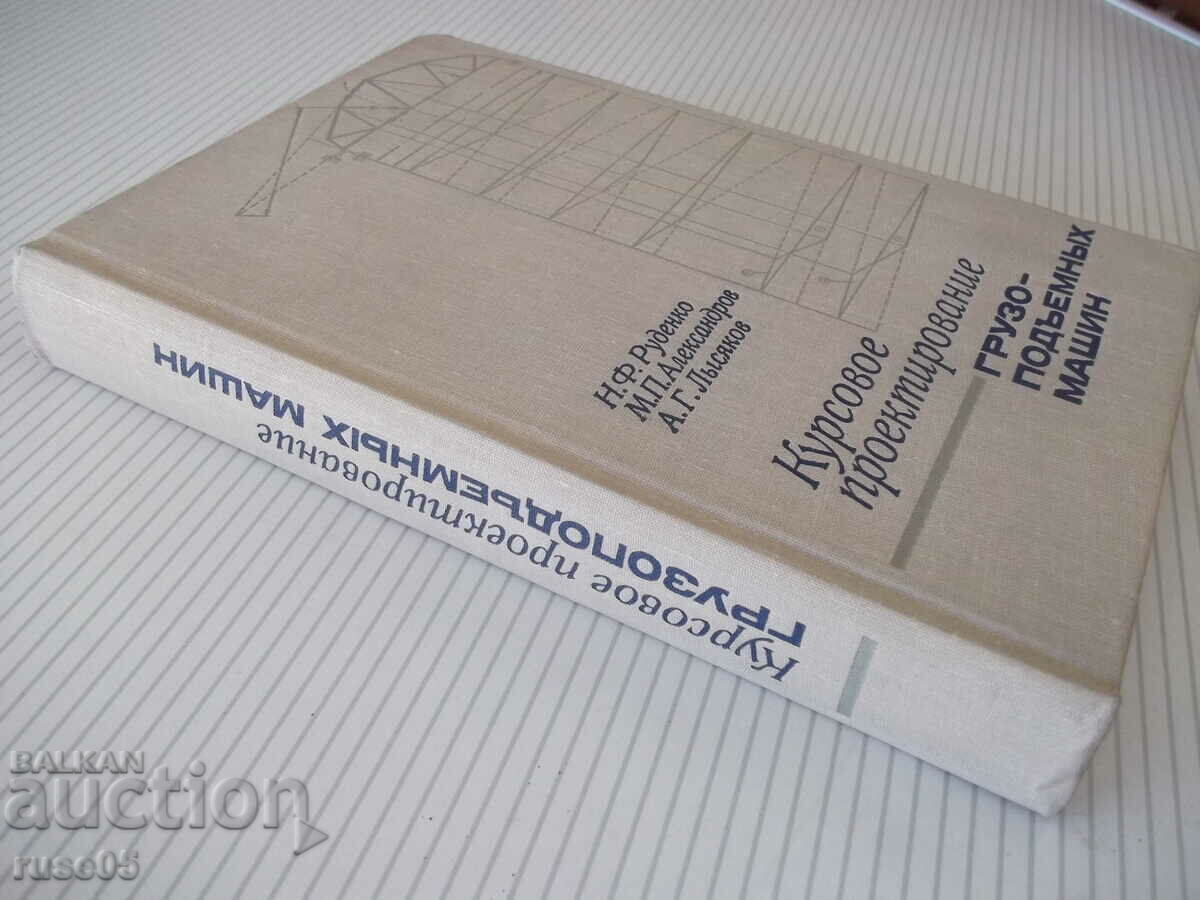 Н.Ф. Руденко
М.П. Александров
А.Г. Лысяков
Курсовое
проектирование
ГРУЗО-
ПОДЪЕМНЫХ
МАШИН
Курсовое проектирование
ГРУЗОПОДЪЕМНЫХ МАШИН
BALKAN
auction
ruse05